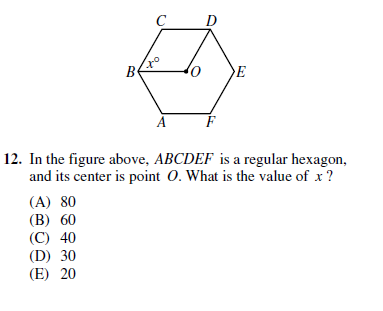 C D
x°
B O E
A F
12. In the figure above, ABCDEF is a regular hexagon,
and its center is point O. What is the value of x ?
(A) 80
(B) 60
(C) 40
(D) 30
(E) 20